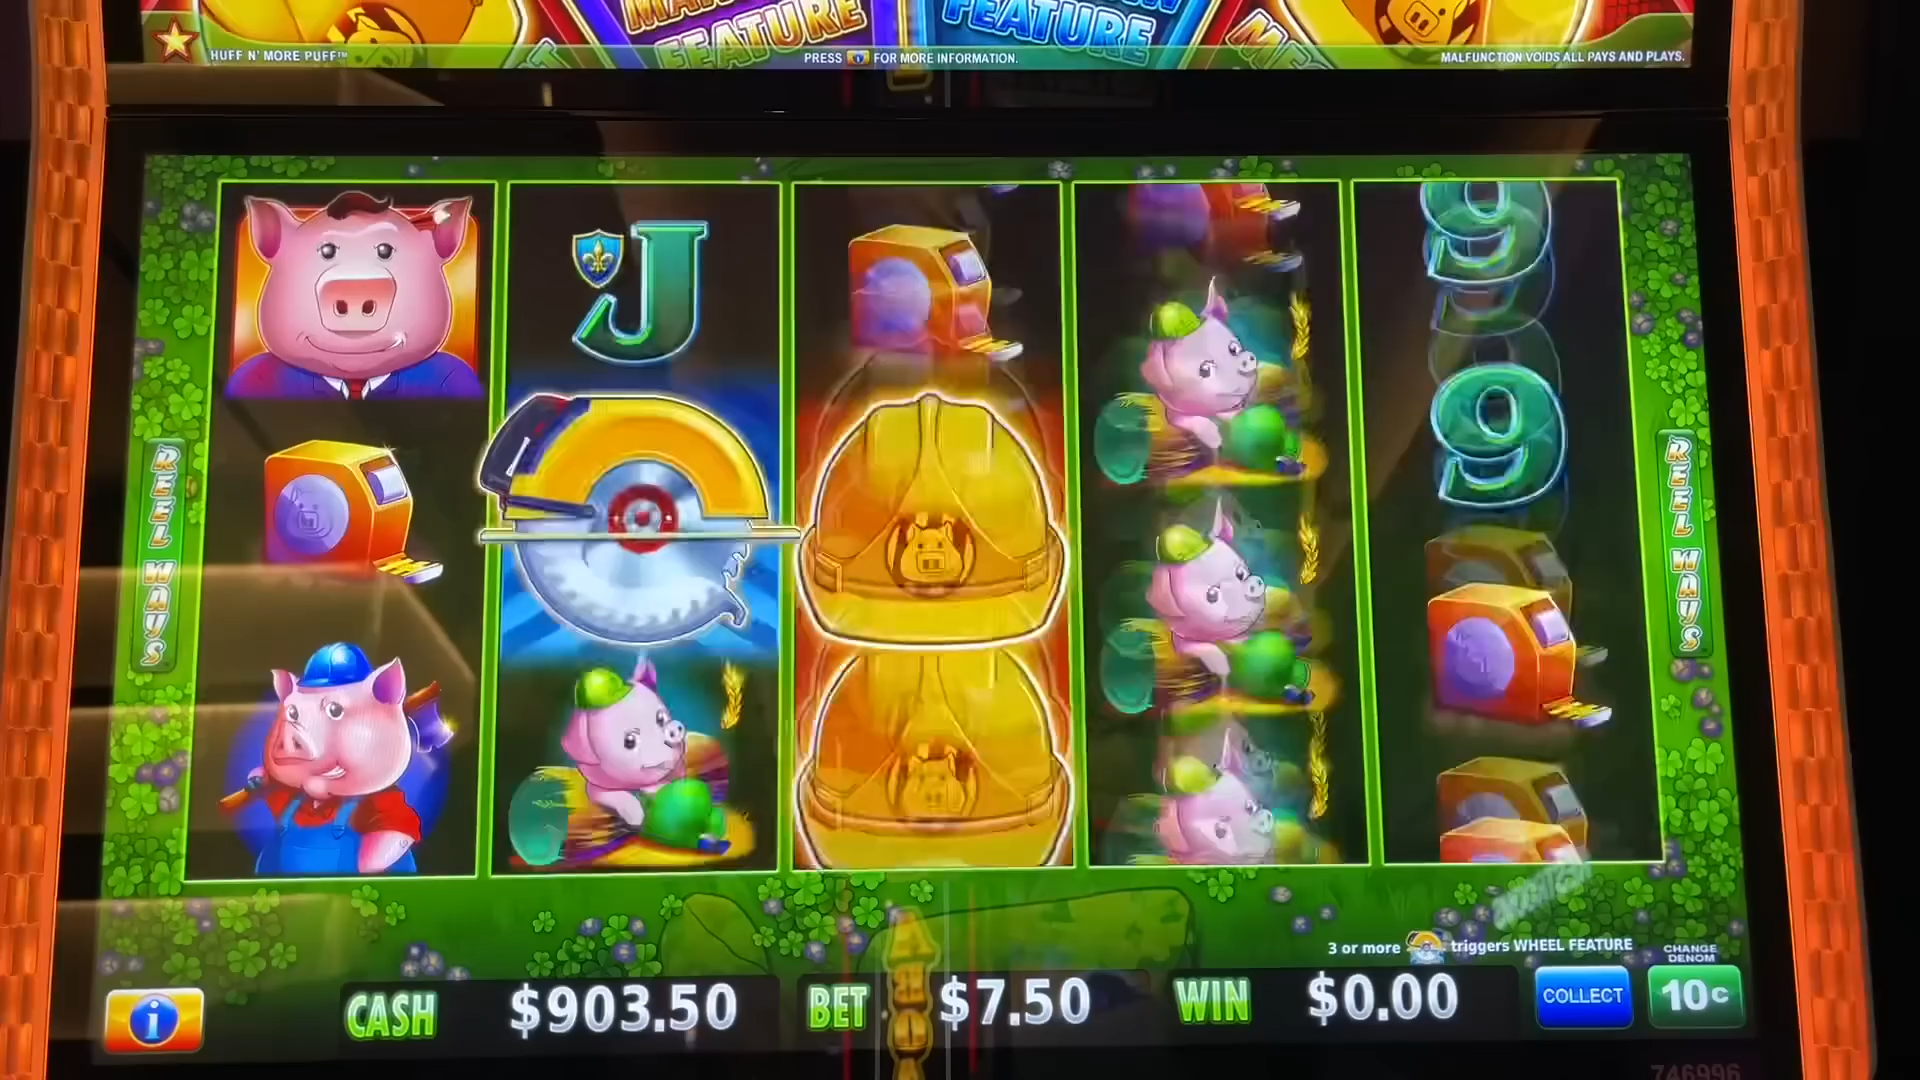 FEATURE
FEATURE
HUFF N' MORE PUFF™
PRESS i FOR MORE INFORMATION.
MALFUNCTION VOIDS ALL PAYS AND PLAYS.
J
9
9
REEL WAYS
REEL WAYS
3 or more triggers WHEEL FEATURE
CHANGE
DENOM
i
CASH $903.50
BET $7.50
WIN $0.00
COLLECT
10¢
746996